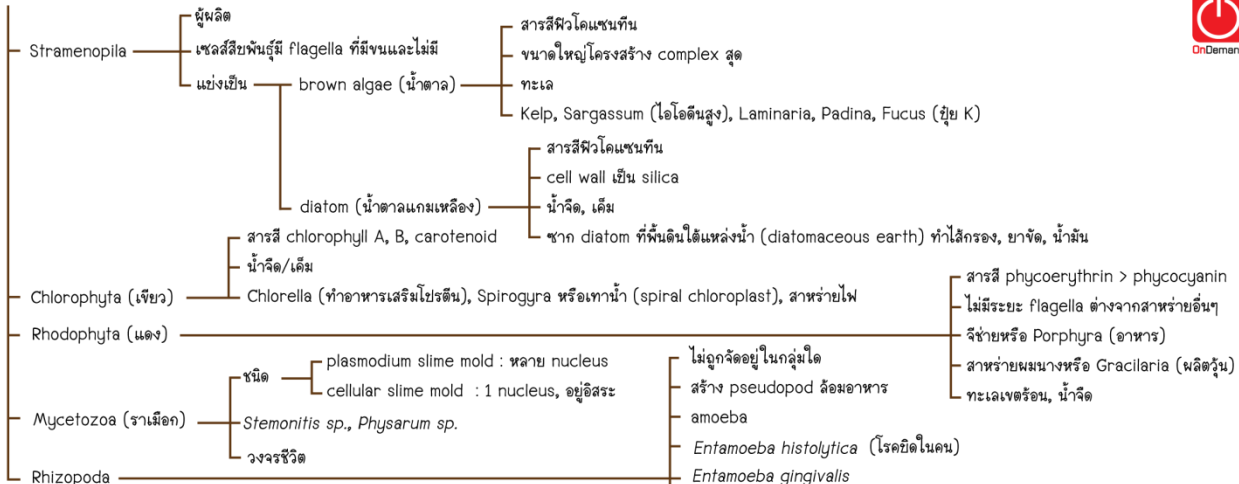 OnDeman
Stramenopila
ผู้ผลิต
เซลล์สืบพันธุ์มี flagella ที่มีขนและไม่มี
แบ่งเป็น
brown algae (น้ำตาล)
สารสีฟิวโคแซนทีน
ขนาดใหญ่โครงสร้าง complex สุด
ทะเล
Kelp, Sargassum (ไอโอดีนสูง), Laminaria, Padina, Fucus (ปุ๋ย K)
diatom (น้ำตาลแกมเหลือง)
สารสีฟิวโคแซนทีน
cell wall เป็น silica
น้ำจืด, เค็ม
ซาก diatom ที่พื้นดินใต้แหล่งน้ำ (diatomaceous earth) ทำไส้กรอง, ยาขัด, น้ำมัน
Chlorophyta (เขียว)
สารสี chlorophyll A, B, carotenoid
น้ำจืด/เค็ม
Chlorella (ทำอาหารเสริมโปรตีน), Spirogyra หรือเทาน้ำ (spiral chloroplast), สาหร่ายไฟ
Rhodophyta (แดง)
สารสี phycoerythrin > phycocyanin
ไม่มีระยะ flagella ต่างจากสาหร่ายอื่นๆ
จีฉ่ายหรือ Porphyra (อาหาร)
สาหร่ายผมนางหรือ Gracilaria (ผลิตวุ้น)
ทะเลเขตร้อน, น้ำจืด
Mycetozoa (ราเมือก)
ชนิด
plasmodium slime mold : หลาย nucleus
cellular slime mold : 1 nucleus, อยู่อิสระ
Stemonitis sp., Physarum sp.
วงจรชีวิต
Rhizopoda
ไม่ถูกจัดอยู่ในกลุ่มใด
สร้าง pseudopod ล้อมอาหาร
amoeba
Entamoeba histolytica (โรคบิดในคน)
Entamoeba gingivalis